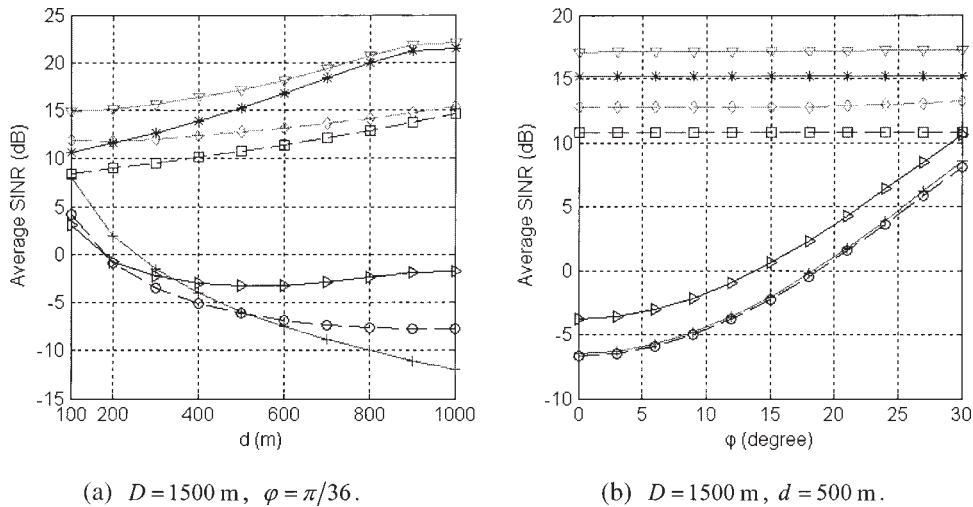 25
20
15
10
5
0
-5
-10
-15
Average SINR (dB)
100 200 300 400 500 600 700 800 1000
d (m)
(a) D = 1500 m, φ = π/36.
20
15
10
5
0
-5
-10
Average SINR (dB)
0 5 10 15 20 25 30
φ (degree)
(b) D = 1500 m, d = 500 m.